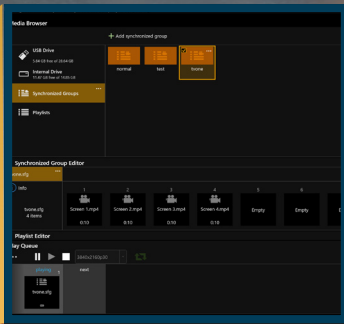 Media Browser
+ Add synchronized group
USB Drive
Internal Drive
Synchronized Groups
Playlists
normal
test
tvone
Synchronized Group Editor
tvone.sfg
Info
tvone.sfg
4 items
1 2 3 4 5 6
Screen 1.mp4 Screen 2.mp4 Screen 3.mp4 Screen 4.mp4 Empty Empty
0:10 0:10 0:10 0:18
Playlist Editor
lay Queue
3840x2160p30
playing next
tvone.sfg